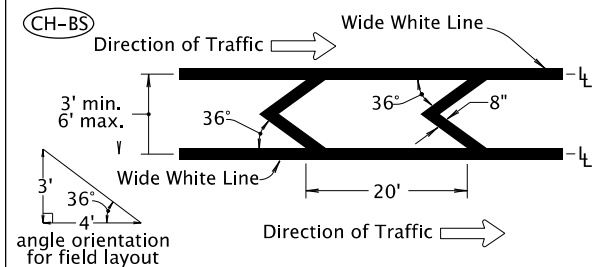 CH-BS
Wide White Line
Direction of Traffic
3' min.
6' max.
36°
36°
8"
Wide White Line
20'
3'
36°
4'
angle orientation
for field layout
Direction of Traffic